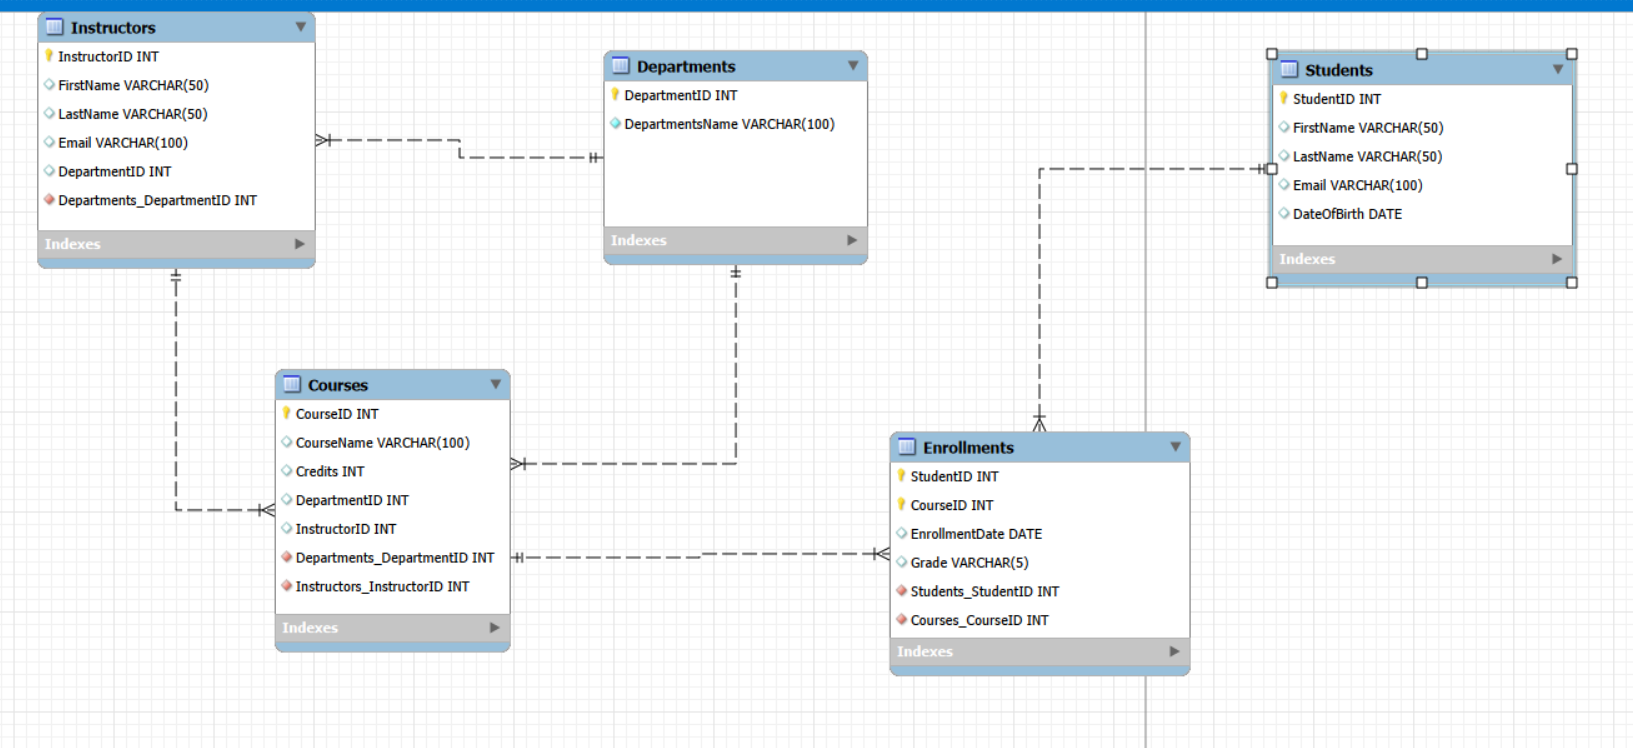 Instructors
InstructorID INT
FirstName VARCHAR(50)
LastName VARCHAR(50)
Email VARCHAR(100)
DepartmentID INT
Departments_DepartmentID INT
Indexes
Departments
DepartmentID INT
DepartmentsName VARCHAR(100)
Indexes
Students
StudentID INT
FirstName VARCHAR(50)
LastName VARCHAR(50)
Email VARCHAR(100)
DateOfBirth DATE
Indexes
Courses
CourseID INT
CourseName VARCHAR(100)
Credits INT
DepartmentID INT
InstructorID INT
Departments_DepartmentID INT
Instructors_InstructorID INT
Indexes
Enrollments
StudentID INT
CourseID INT
EnrollmentDate DATE
Grade VARCHAR(5)
Students_StudentID INT
Courses_CourseID INT
Indexes